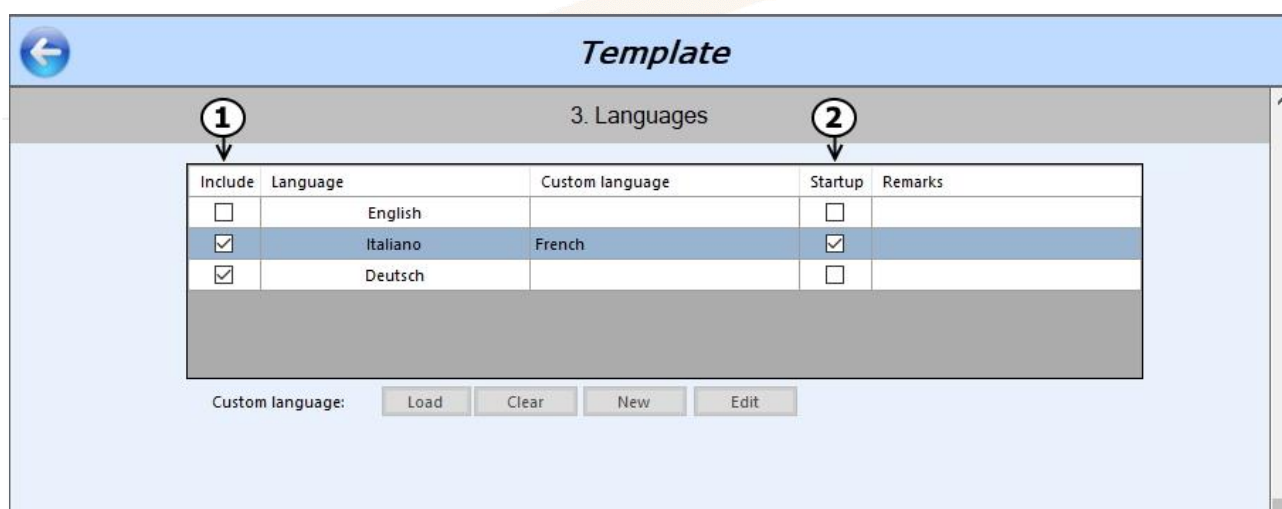 Template
3. Languages
1 2
Include Language Custom language Startup Remarks
English
Italiano French
Deutsch
Custom language: Load Clear New Edit